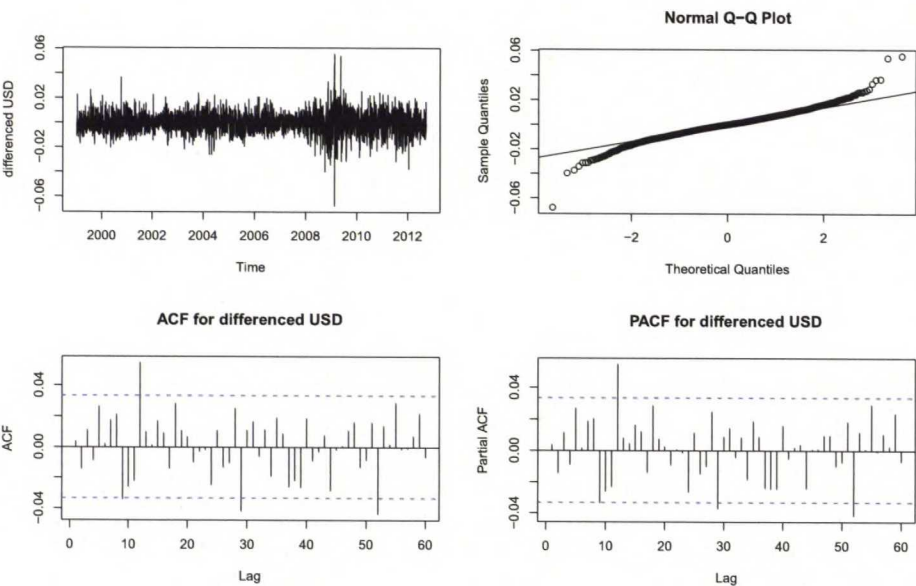 differenced USD
0.06
0.02
−0.02
−0.06
2000 2002 2004 2006 2008 2010 2012
Time
Normal Q−Q Plot
Sample Quantiles
0.06
0.02
−0.02
−0.06
−2 0 2
Theoretical Quantiles
ACF for differenced USD
ACF
0.04
0.00
−0.04
0 10 20 30 40 50 60
Lag
PACF for differenced USD
Partial ACF
0.04
0.00
−0.04
0 10 20 30 40 50 60
Lag